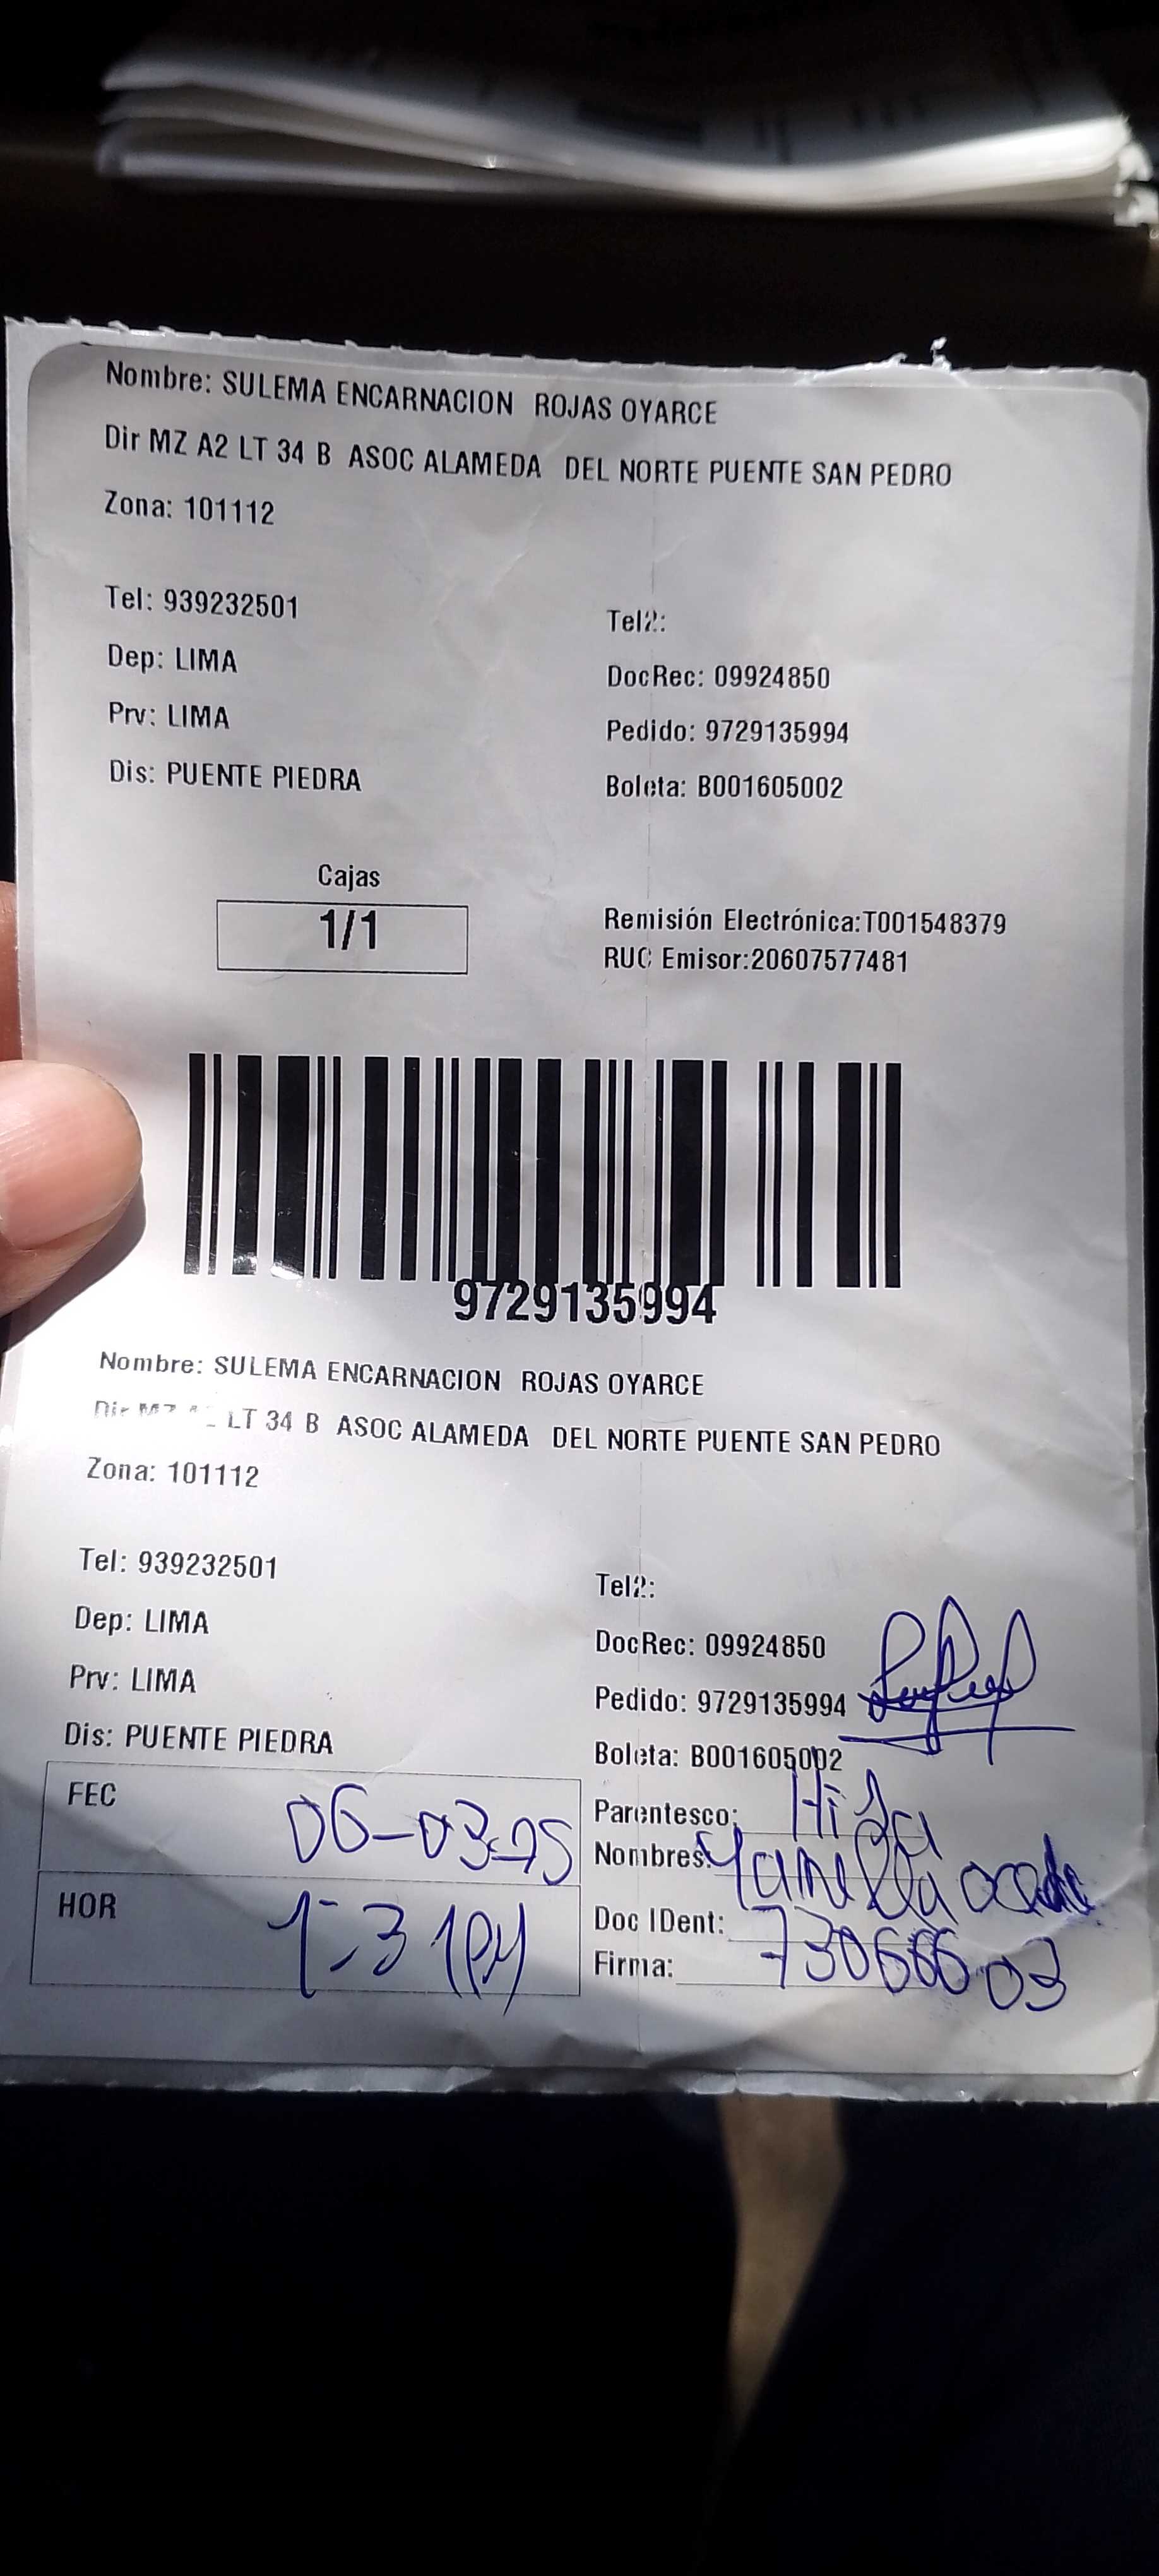 Nombre: SULEMA ENCARNACION ROJAS OYARCE
Dir MZ A2 LT 34 B ASOC ALAMEDA DEL NORTE PUENTE SAN PEDRO
Zona: 101112
Tel: 939232501
Tel2:
Dep: LIMA
DocRec: 09924850
Prv: LIMA
Pedido: 9729135994
Dis: PUENTE PIEDRA
Boleta: B001605002
Cajas
1/1
Remisión Electrónica:T001548379
RUC Emisor:20607577481
9729135994
Nombre: SULEMA ENCARNACION ROJAS OYARCE
Dir MZ LT 34 B ASOC ALAMEDA DEL NORTE PUENTE SAN PEDRO
Zona: 101112
Tel: 939232501
Tel2:
Dep: LIMA
DocRec: 09924850
Prv: LIMA
Pedido: 9729135994
Dis: PUENTE PIEDRA
Boleta: B001605002
FEC 06-03-25
Parentesco: Hija
Nombres:
HOR 1:31PM
Doc IDent: 73066603
Firma: